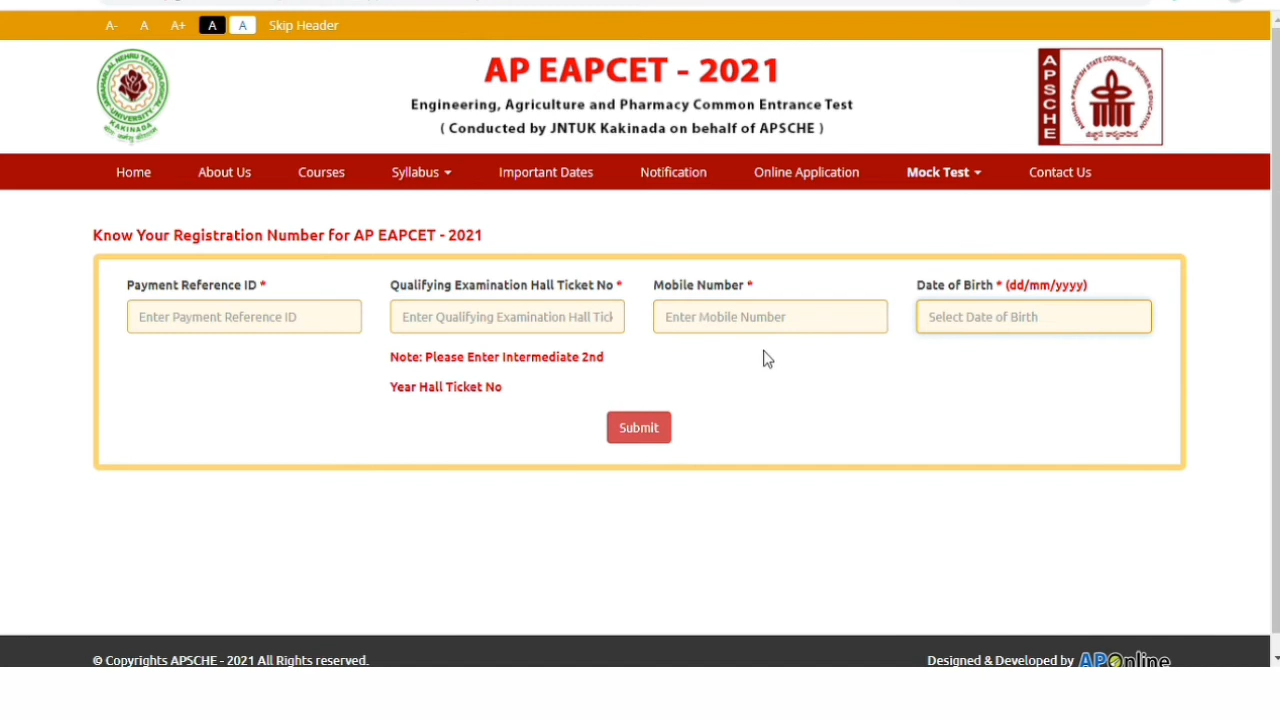 A- A A+ A A Skip Header
AP EAPCET - 2021
Engineering, Agriculture and Pharmacy Common Entrance Test
( Conducted by JNTUK Kakinada on behalf of APSCHE )
APSCHE
Home About Us Courses Syllabus Important Dates Notification Online Application Mock Test Contact Us
Know Your Registration Number for AP EAPCET - 2021
Payment Reference ID * Qualifying Examination Hall Ticket No * Mobile Number * Date of Birth * (dd/mm/yyyy)
Enter Payment Reference ID Enter Qualifying Examination Hall Tick Enter Mobile Number Select Date of Birth
Note: Please Enter Intermediate 2nd
Year Hall Ticket No
Submit
© Copyrights APSCHE - 2021 All Rights reserved. Designed & Developed by APOnline